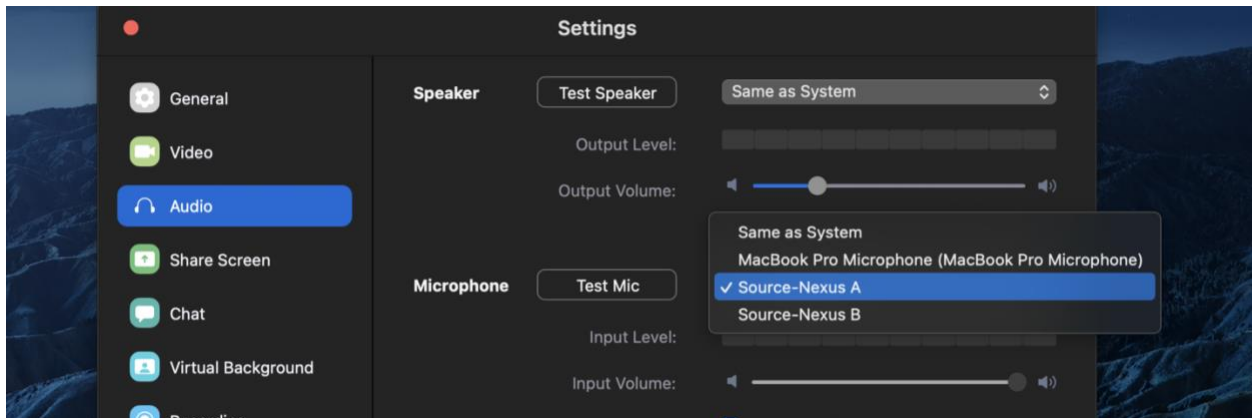 Settings
General
Video
Audio
Share Screen
Chat
Virtual Background
Speaker
Test Speaker
Same as System
Output Level:
Output Volume:
Microphone
Test Mic
Same as System
MacBook Pro Microphone (MacBook Pro Microphone)
✓ Source-Nexus A
Source-Nexus B
Input Level:
Input Volume: